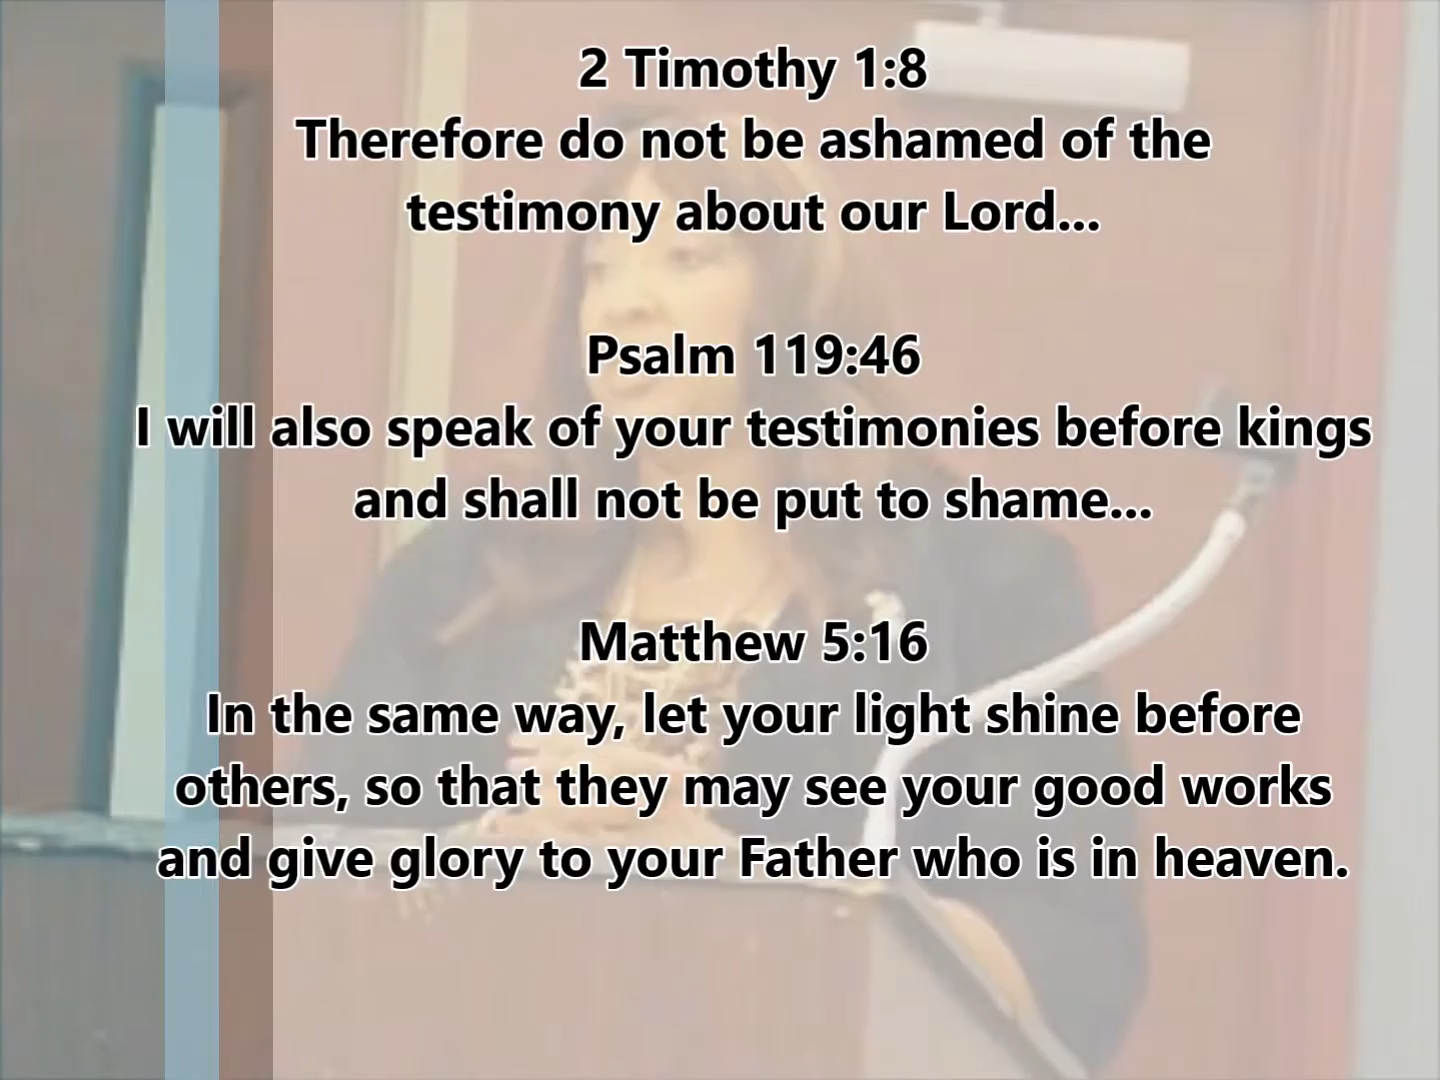 2 Timothy 1:8
Therefore do not be ashamed of the
testimony about our Lord...
Psalm 119:46
I will also speak of your testimonies before kings
and shall not be put to shame...
Matthew 5:16
In the same way, let your light shine before
others, so that they may see your good works
and give glory to your Father who is in heaven.